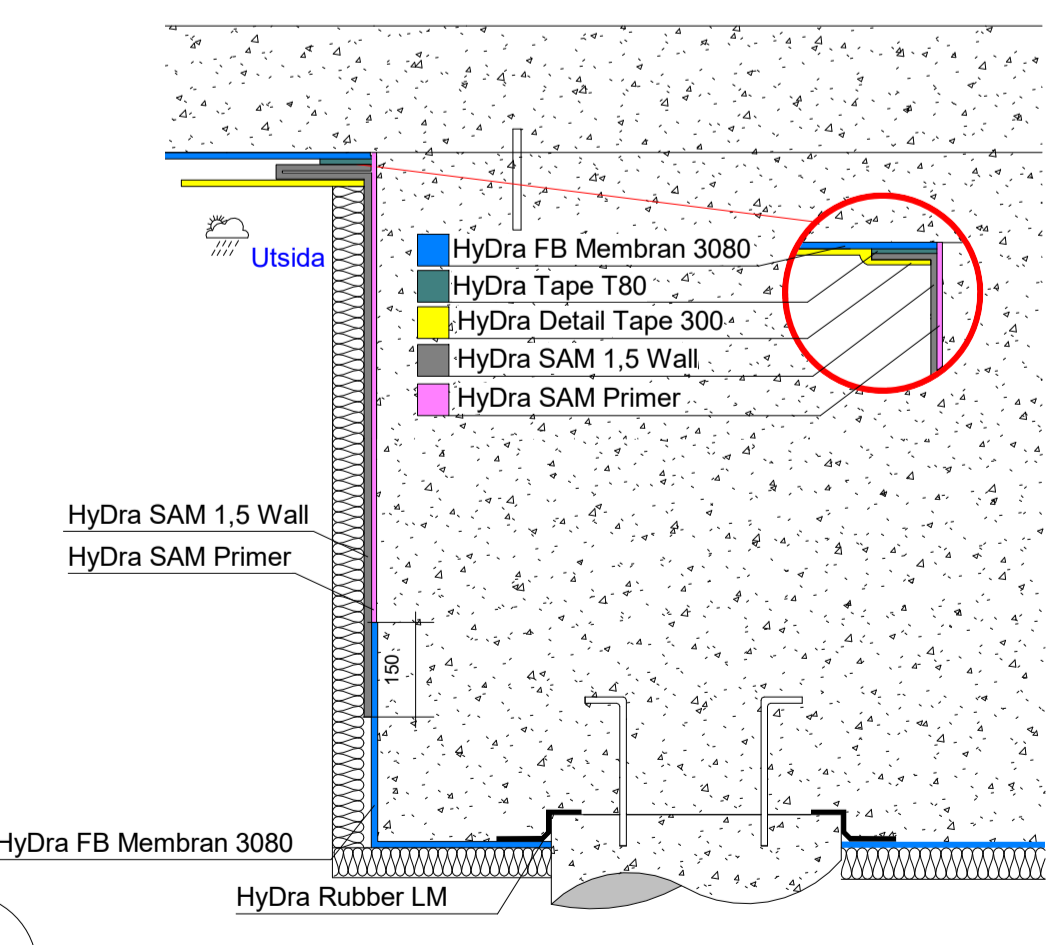 Utsida
HyDra FB Membran 3080
HyDra Tape T80
HyDra Detail Tape 300
HyDra SAM 1,5 Wall
HyDra SAM Primer
HyDra SAM 1,5 Wall
HyDra SAM Primer
150
HyDra FB Membran 3080
HyDra Rubber LM